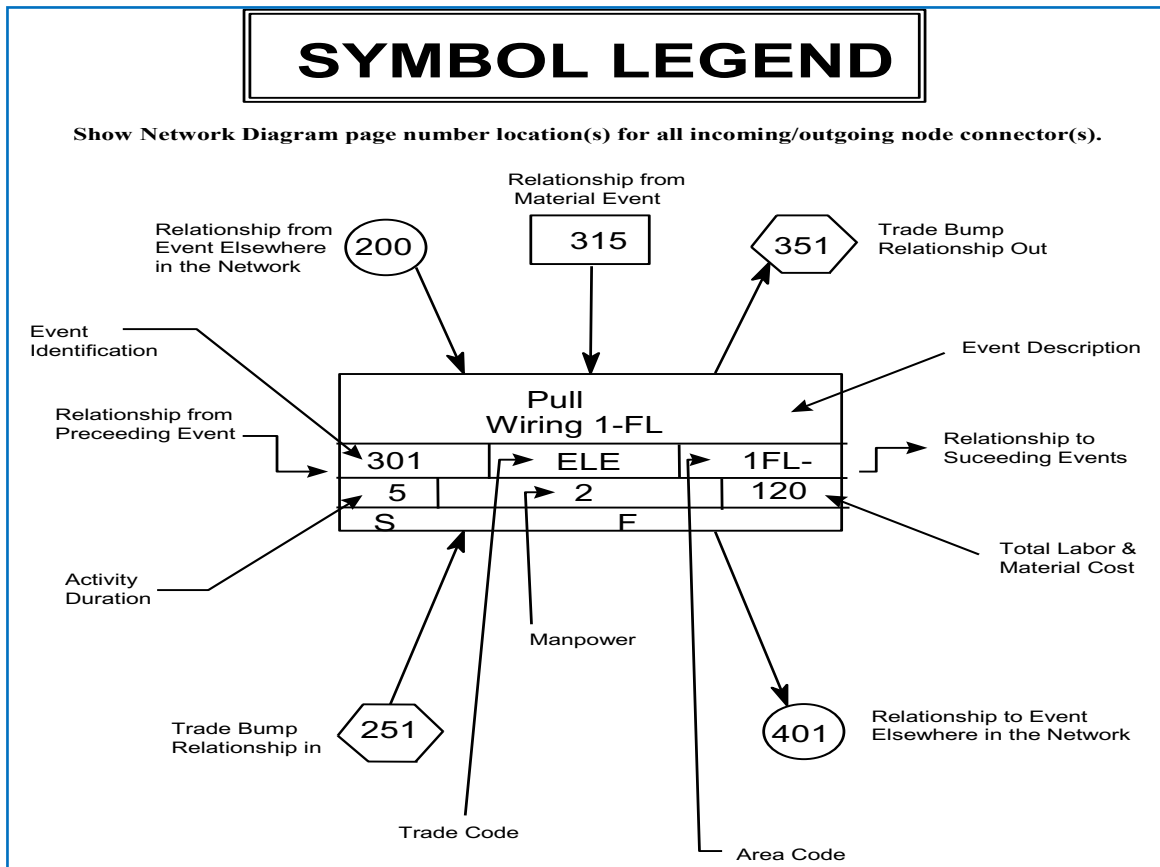 SYMBOL LEGEND
Show Network Diagram page number location(s) for all incoming/outgoing node connector(s).
Relationship from
Material Event
Relationship from
Event Elsewhere
in the Network
200
315
351
Trade Bump
Relationship Out
Event
Identification
Event Description
Pull
Wiring 1-FL
Relationship from
Preceeding Event
301
ELE
1FL-
Relationship to
Suceeding Events
5
2
120
S
F
Activity
Duration
Total Labor &
Material Cost
Manpower
Trade Bump
Relationship in
251
401
Relationship to Event
Elsewhere in the Network
Trade Code
Area Code